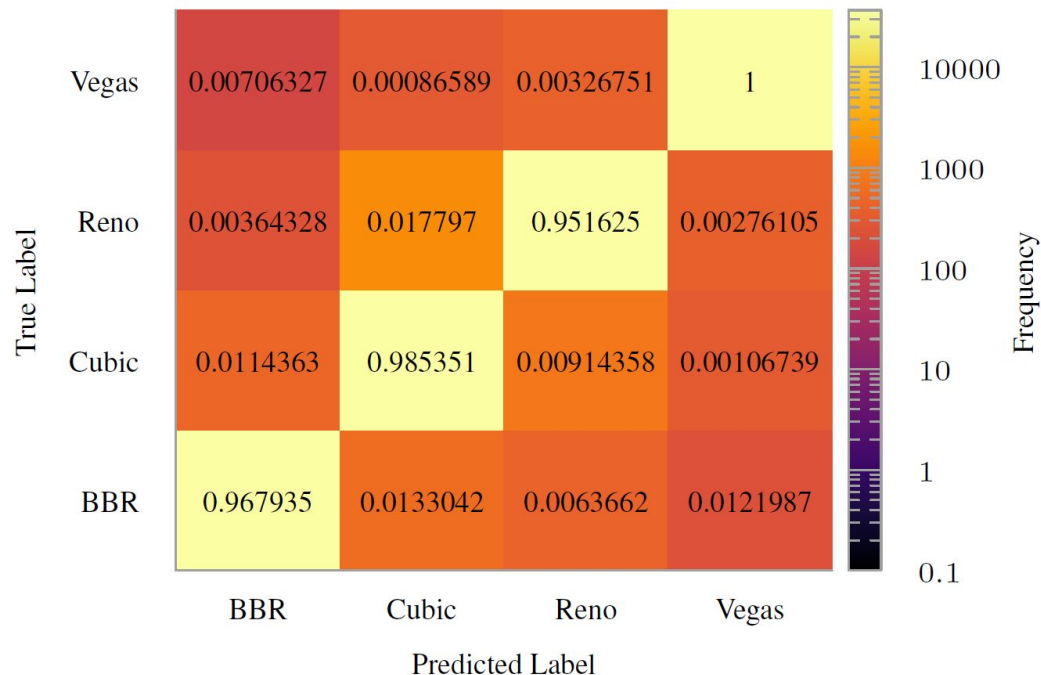 Vegas 0.00706327 0.00086589 0.00326751 1
Reno 0.00364328 0.017797 0.951625 0.00276105
Cubic 0.0114363 0.985351 0.00914358 0.00106739
BBR 0.967935 0.0133042 0.0063662 0.0121987
BBR Cubic Reno Vegas
Predicted Label
True Label
10000
1000
100
10
1
0.1
Frequency